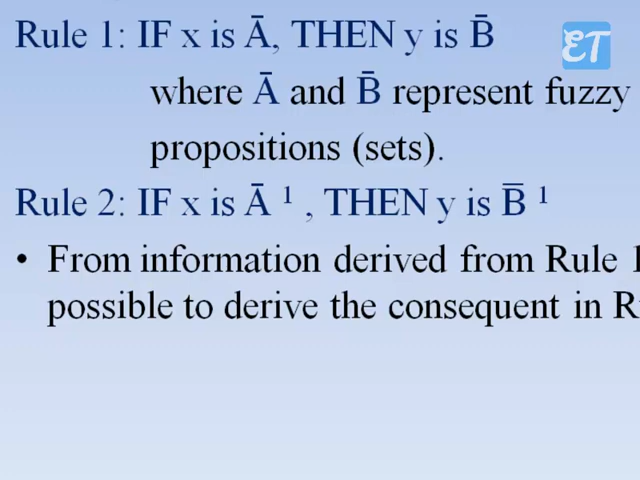 Rule 1: IF x is Ā, THEN y is B̄
ET
where Ā and B̄ represent fuzzy
propositions (sets).
Rule 2: IF x is Ā ¹ , THEN y is B̿ ¹
• From information derived from Rule 1
possible to derive the consequent in R